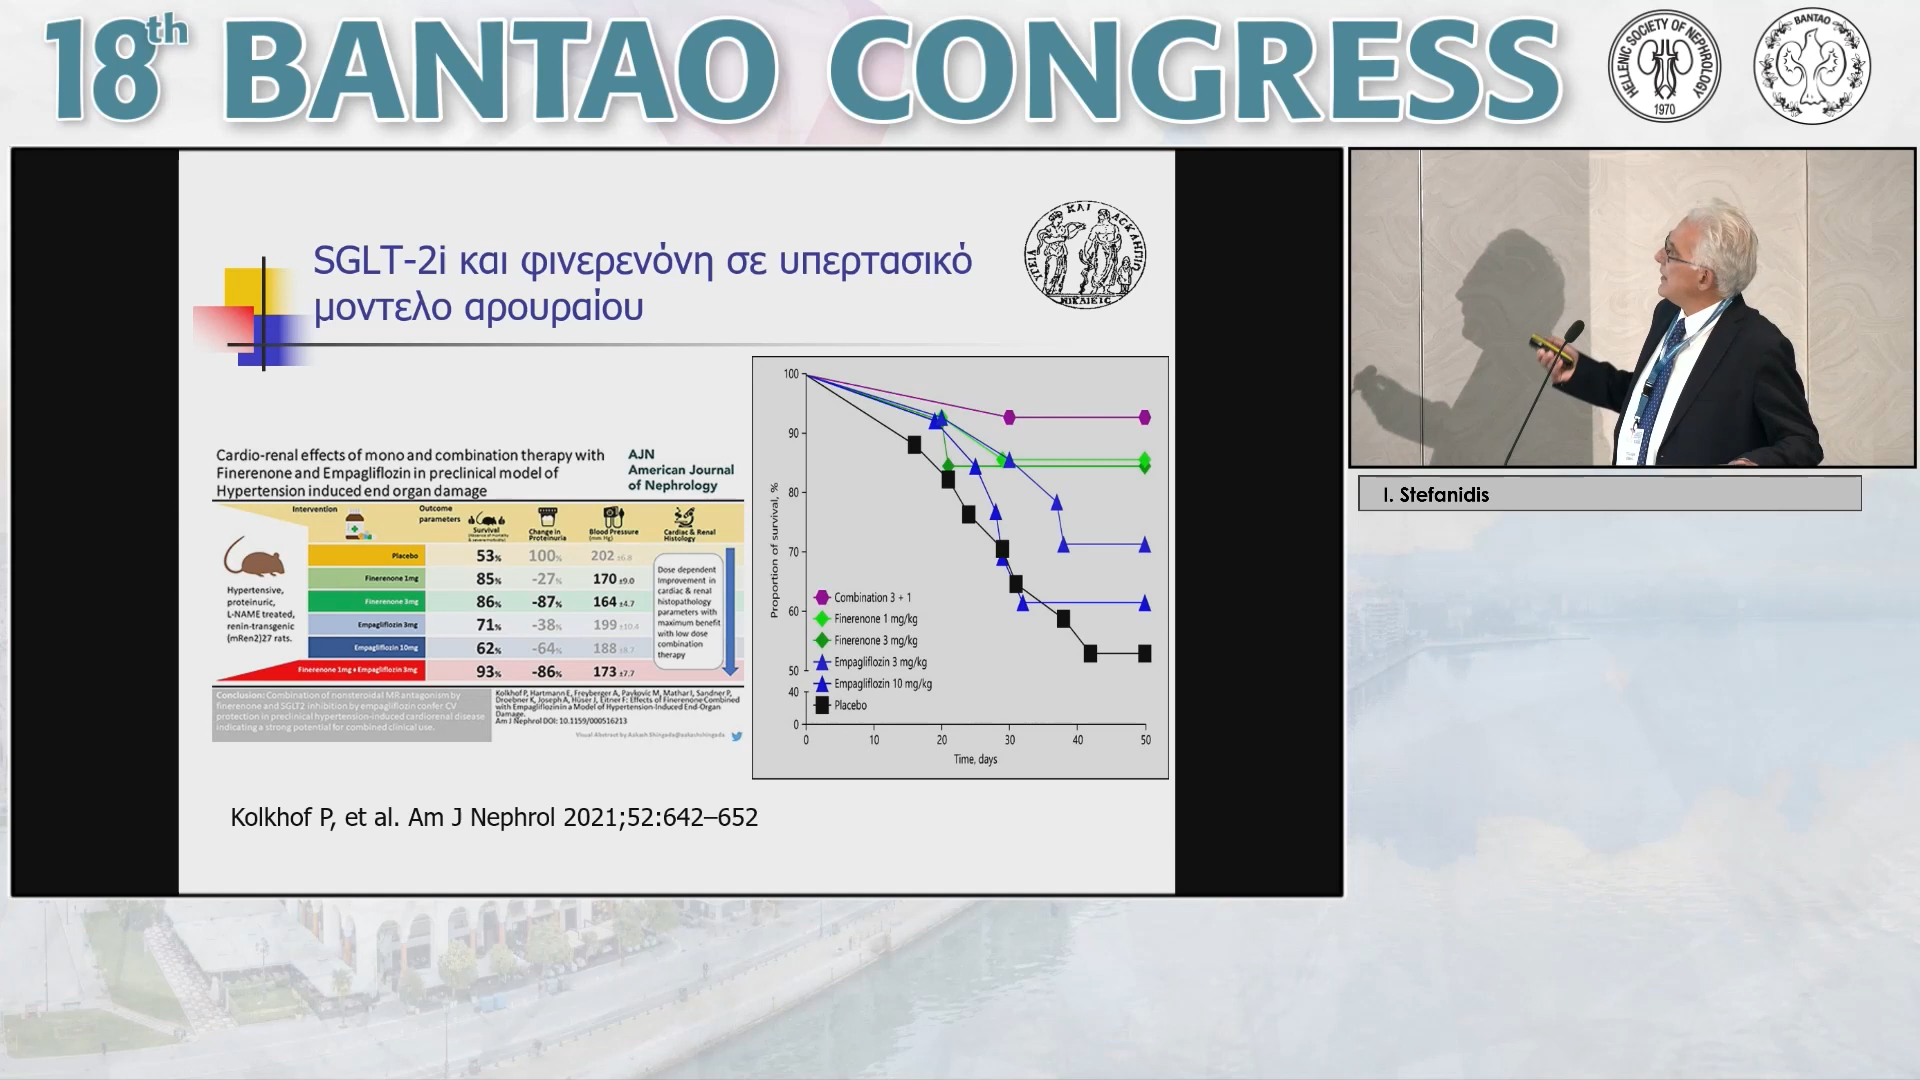 18th BANTAO CONGRESS
HELLENIC SOCIETY OF NEPHROLOGY
1970
BANTAO
SGLT-2i και φινερενόνη σε υπερτασικό
μοντελο αρουραίου
ΚΑΙ
ΝΙΚΑΙΕΙC
Cardio-renal effects of mono and combination therapy with
Finerenone and Empagliflozin in preclinical model of
Hypertension induced end organ damage
AJN
American Journal
of Nephrology
Intervention
Outcome
parameters
Survival
Change in
Proteinuria
Blood Pressure
(mm Hg)
Cardiac & Renal
Histology
Hypertensive,
proteinuric,
L-NAME treated,
renin-transgenic
(mRen2)27 rats.
Placebo 53% 100% 202 ±6.8
Finerenone 1mg 85% -27% 170 ±9.0
Finerenone 3mg 86% -87% 164 ±4.7
Empagliflozin 3mg 71% -38% 199 ±10.4
Empagliflozin 10mg 62% -64% 188
Finerenone 1mg + Empagliflozin 3mg 93% -86% 173 ±7.7
Dose dependent
improvement in
cardiac & renal
histopathology
parameters with
maximum benefit
with low dose
combination
therapy
Conclusion: Combination of nonsteroidal MR antagonism by
finerenone and SGLT2 inhibition by empagliflozin confer CV
protection in preclinical hypertension-induced cardiorenal disease
indicating a strong potential for combined clinical use.
Kolkhof P, Hartmann E, Freyberger A, Pavkovic M, Mathar I, Sandner P,
Droebner K, Joseph A, Hüser J, Eitner F: Effects of Finerenone Combined
with Empagliflozin in a Model of Hypertension-Induced End-Organ
Damage.
Am J Nephrol DOI: 10.1159/000516213
Visual Abstract by Aakash Shingada@aakashshingada
Proportion of survival, %
100
90
80
70
60
50
40
0
Combination 3 + 1
Finerenone 1 mg/kg
Finerenone 3 mg/kg
Empagliflozin 3 mg/kg
Empagliflozin 10 mg/kg
Placebo
0 10 20 30 40 50
Time, days
Kolkhof P, et al. Am J Nephrol 2021;52:642–652
I. Stefanidis